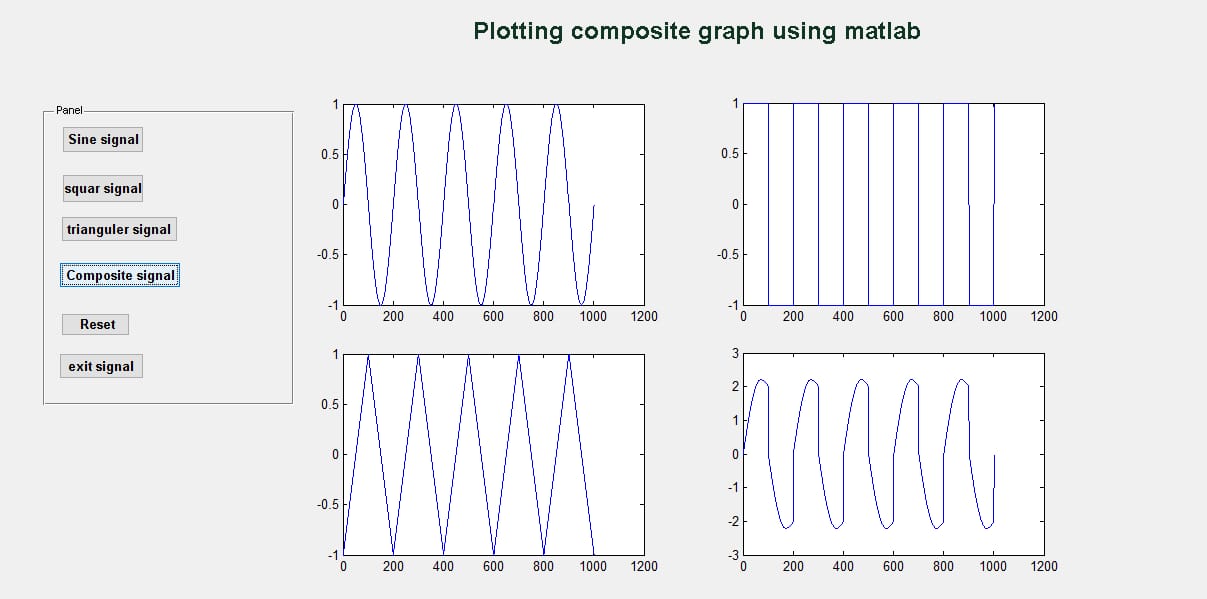 Plotting composite graph using matlab
Panel
Sine signal
squar signal
trianguler signal
Composite signal
Reset
exit signal
1
0.5
0
-0.5
-1
0 200 400 600 800 1000 1200
1
0.5
0
-0.5
-1
0 200 400 600 800 1000 1200
1
0.5
0
-0.5
-1
0 200 400 600 800 1000 1200
3
2
1
0
-1
-2
-3
0 200 400 600 800 1000 1200